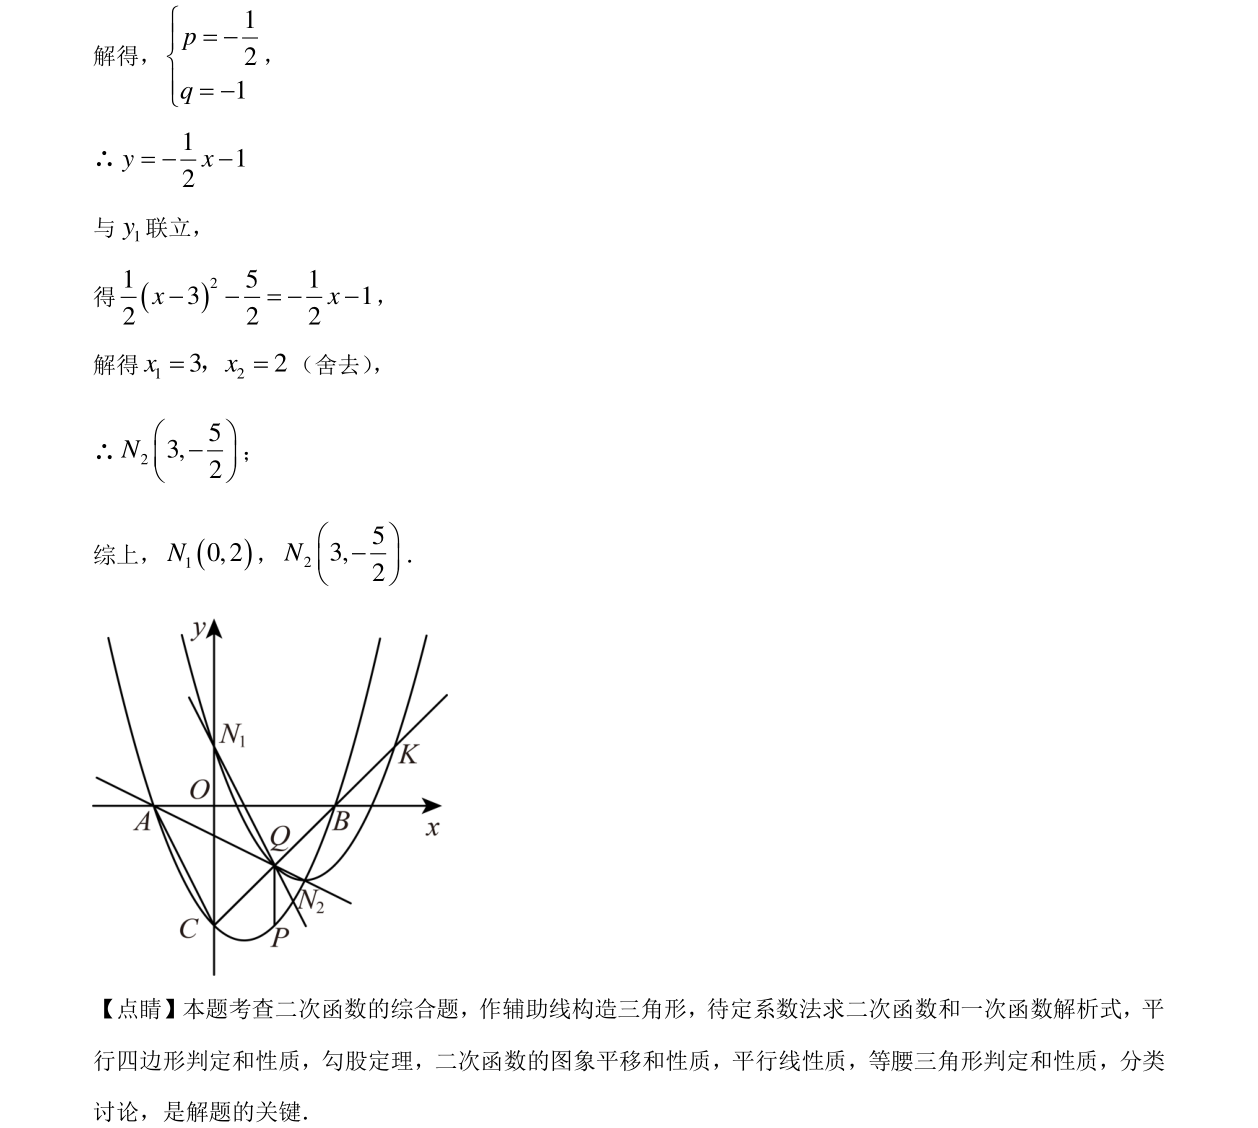 解得，{p=-1/2, q=-1，
∴ y=-1/2x-1
与 y₁ 联立，
得 1/2(x-3)²-5/2=-1/2x-1，
解得 x₁=3，x₂=2（舍去），
∴ N₂(3,-5/2)；
综上，N₁(0,2)，N₂(3,-5/2)．
y
N₁
K
O
A
B
x
Q
N₂
C
P
【点睛】本题考查二次函数的综合题，作辅助线构造三角形，待定系数法求二次函数和一次函数解析式，平
行四边形判定和性质，勾股定理，二次函数的图象平移和性质，平行线性质，等腰三角形判定和性质，分类
讨论，是解题的关键．